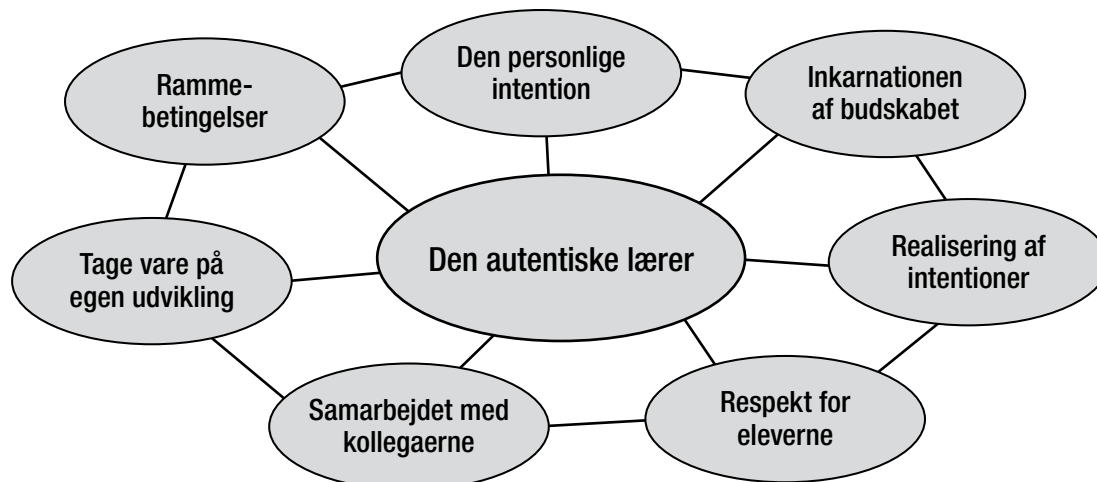 Den personlige
intention
Inkarnationen
af budskabet
Ramme-
betingelser
Den autentiske lærer
Realisering af
intentioner
Tage vare på
egen udvikling
Samarbejdet med
kollegaerne
Respekt for
eleverne